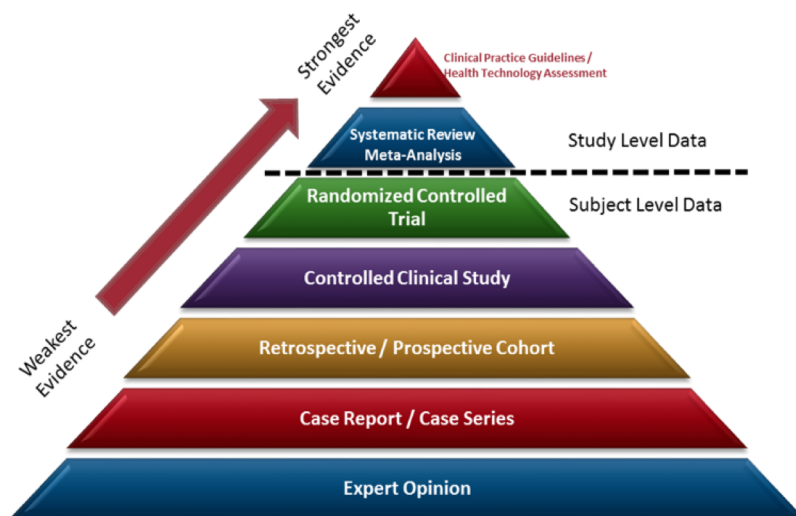 Strongest
Evidence
Clinical Practice Guidelines /
Health Technology Assessment
Systematic Review
Meta-Analysis
Study Level Data
Randomized Controlled
Trial
Subject Level Data
Controlled Clinical Study
Weakest
Evidence
Retrospective / Prospective Cohort
Case Report / Case Series
Expert Opinion